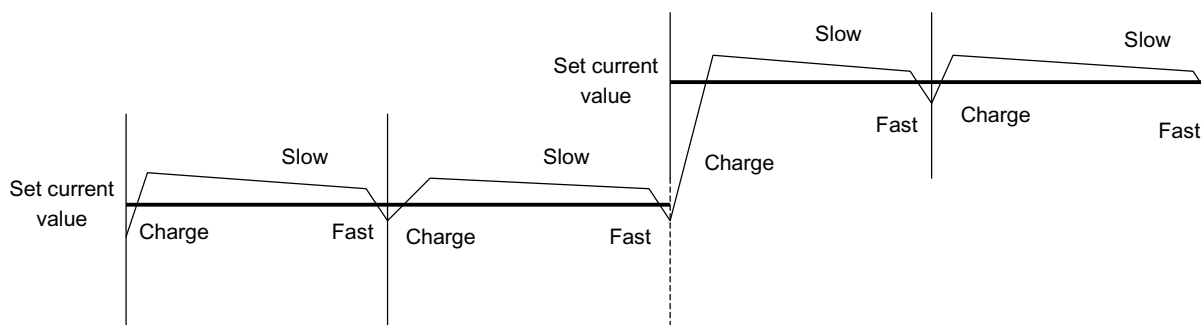 Slow
Slow
Set current
value
Fast
Charge
Fast
Charge
Slow
Slow
Set current
value
Charge
Fast
Charge
Fast